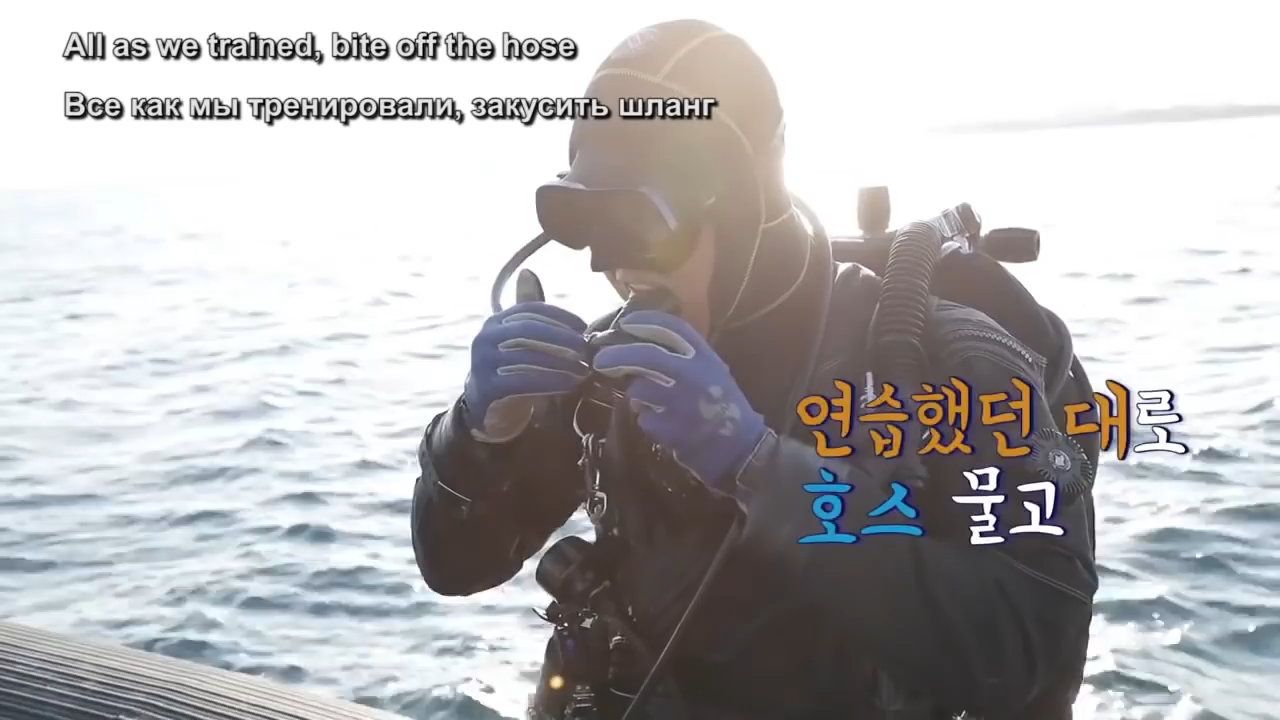 All as we trained, bite off the hose
Все как мы тренировали, закусить шланг
연습했던 대로
호스 물고